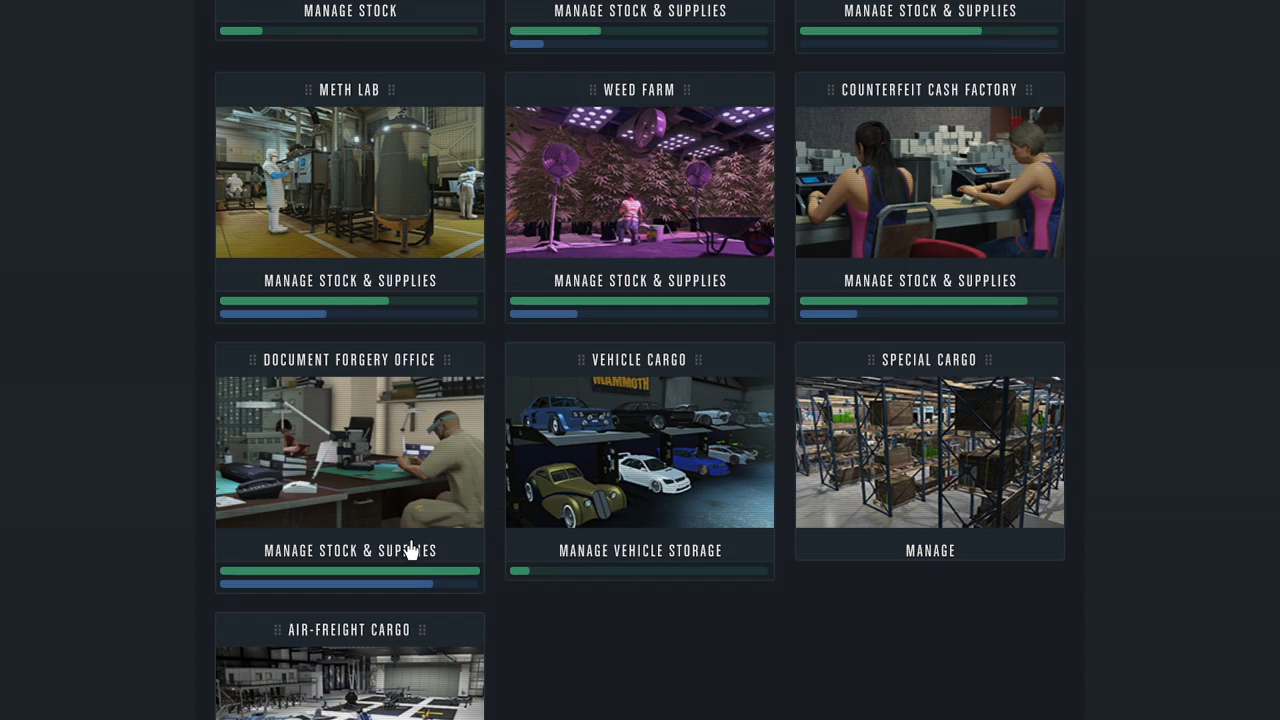 MANAGE STOCK
MANAGE STOCK & SUPPLIES
MANAGE STOCK & SUPPLIES
METH LAB
WEED FARM
COUNTERFEIT CASH FACTORY
MANAGE STOCK & SUPPLIES
MANAGE STOCK & SUPPLIES
MANAGE STOCK & SUPPLIES
DOCUMENT FORGERY OFFICE
VEHICLE CARGO
SPECIAL CARGO
MAMMOTH
MANAGE STOCK & SUPPLIES
MANAGE VEHICLE STORAGE
MANAGE
AIR-FREIGHT CARGO